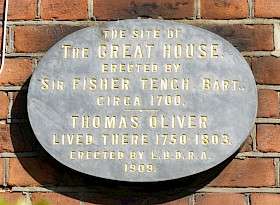 THE SITE OF
THE GREAT HOUSE.
ERECTED BY
SIR FISHER TENCH, BART.,
CIRCA 1700.
THOMAS OLIVER
LIVED THERE 1750-1803.
ERECTED BY E.U.D.R.A.
1909.